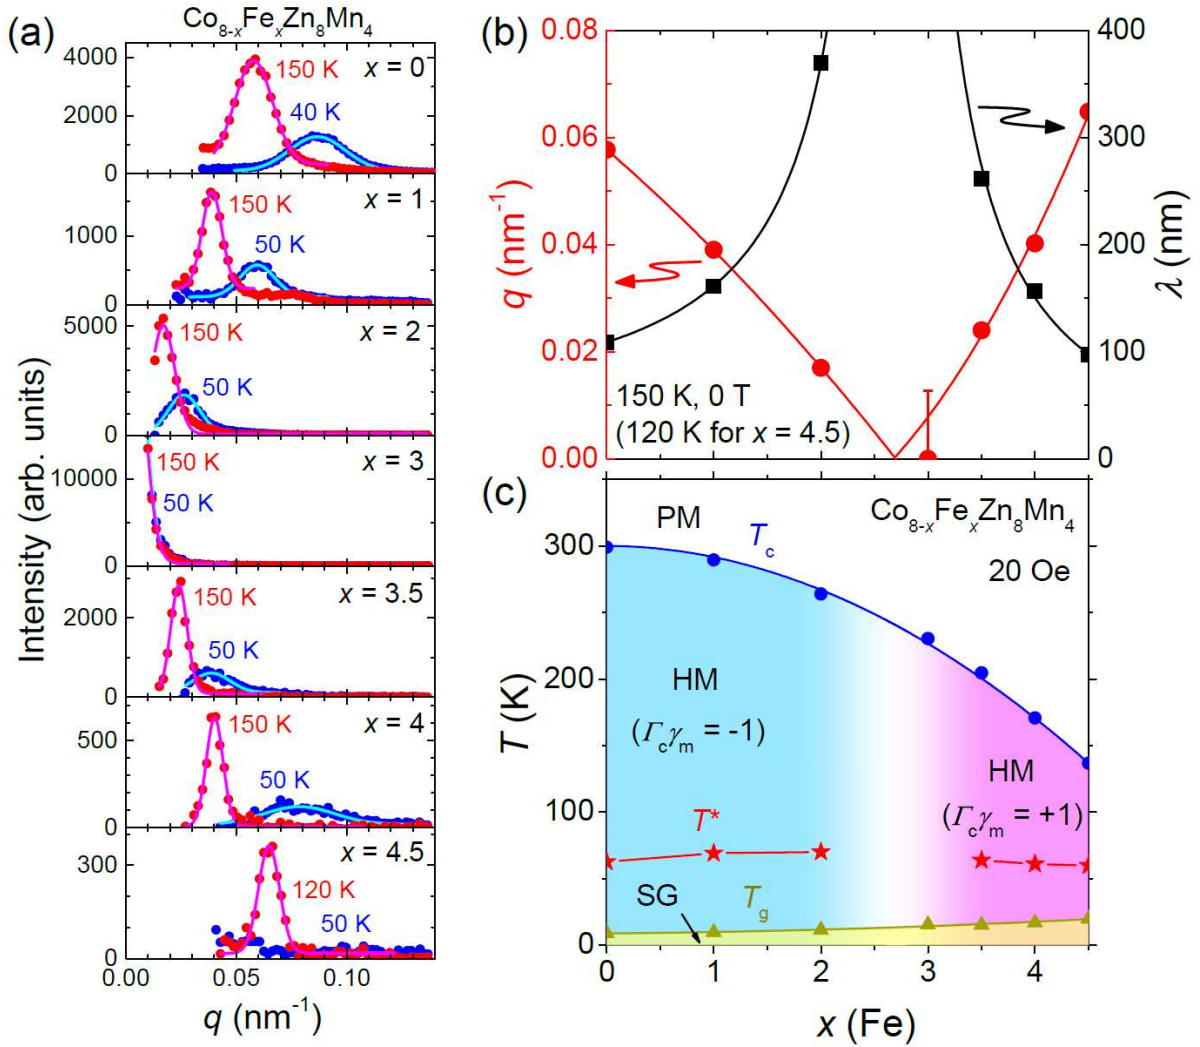 (a)
Co8-xFexZn8Mn4
4000
2000
0
150 K
x = 0
40 K
1000
0
150 K
x = 1
50 K
5000
0
150 K
x = 2
50 K
10000
0
150 K
x = 3
50 K
2000
0
150 K
x = 3.5
50 K
500
0
150 K
x = 4
50 K
300
0
x = 4.5
120 K
50 K
0.00
0.05
0.10
q (nm-1)
Intensity (arb. units)
(b)
0.08
0.06
0.04
0.02
0.00
q (nm-1)
400
300
200
100
0
λ (nm)
150 K, 0 T
(120 K for x = 4.5)
(c)
PM
Tc
Co8-xFexZn8Mn4
20 Oe
300
200
100
0
T (K)
HM
(Γcγm = -1)
HM
(Γcγm = +1)
T*
SG
Tg
0
1
2
3
4
x (Fe)